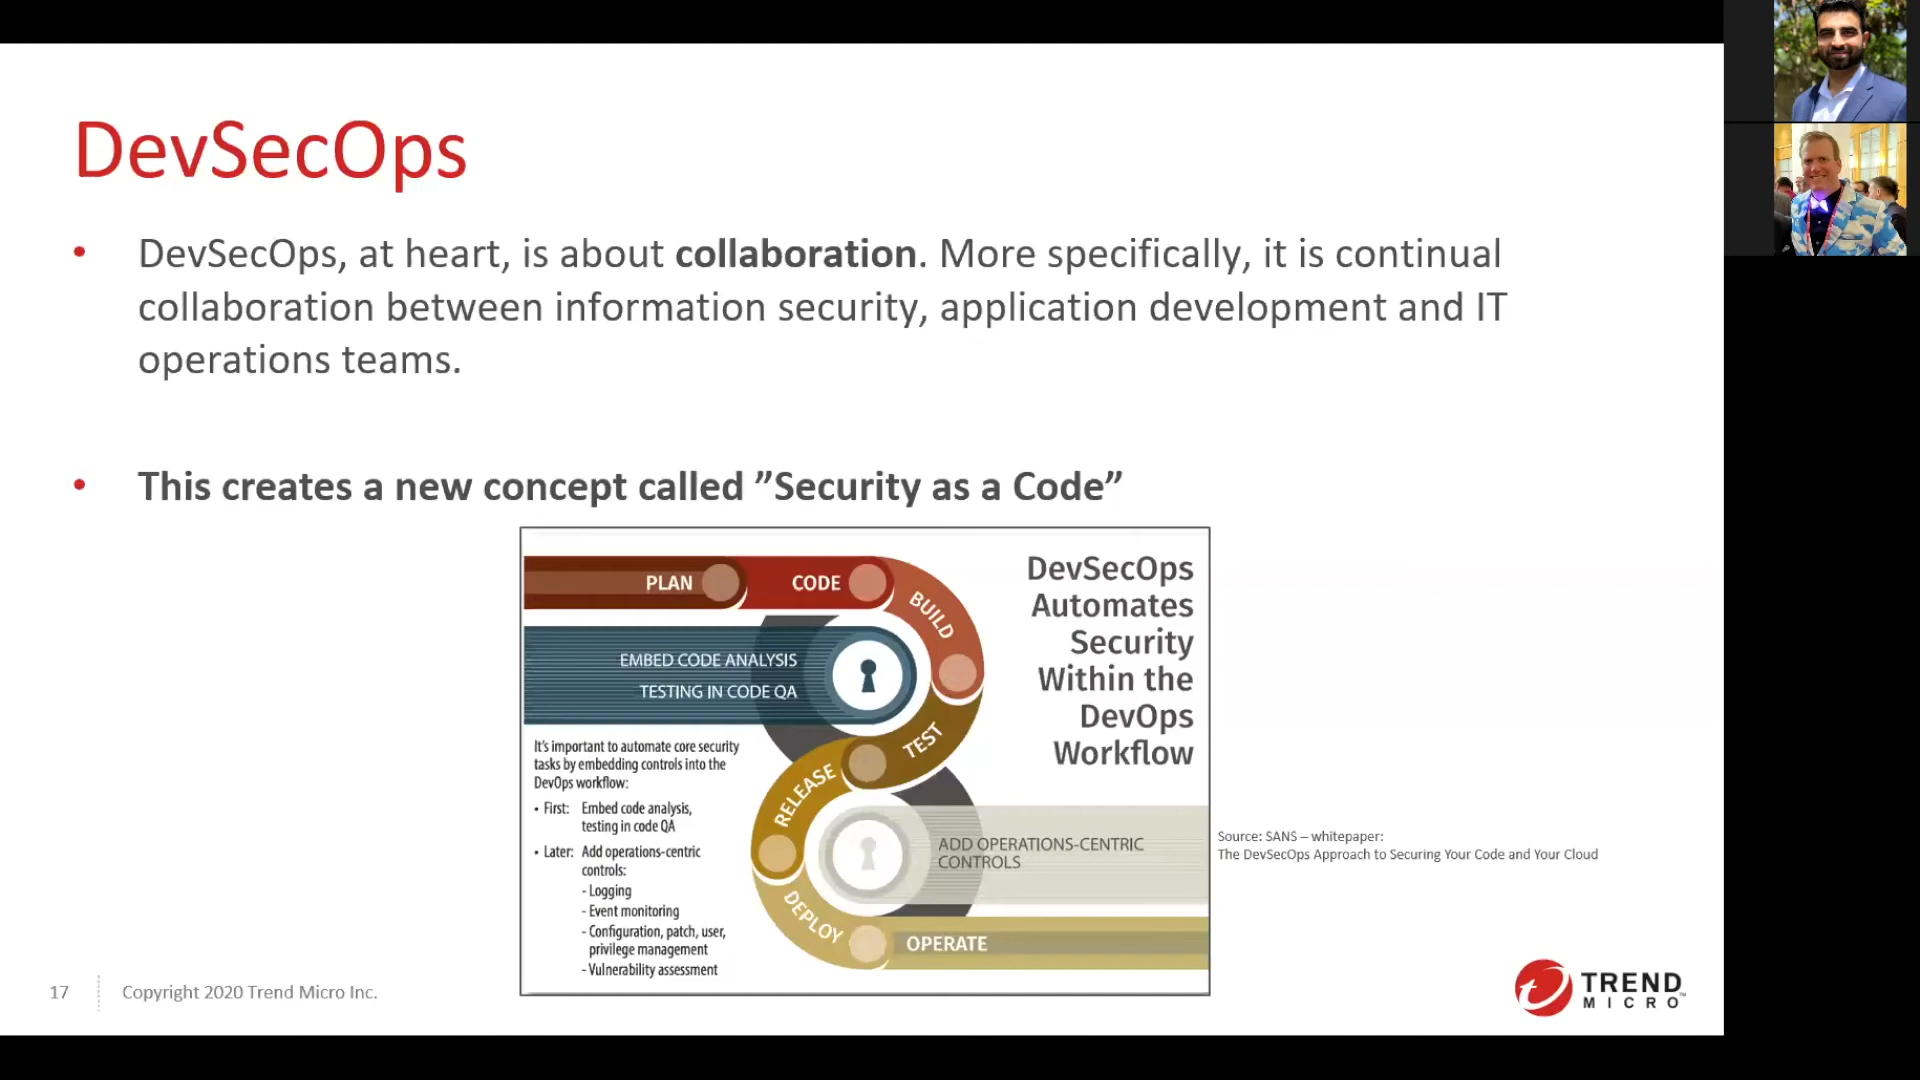 DevSecOps
• DevSecOps, at heart, is about collaboration. More specifically, it is continual
collaboration between information security, application development and IT
operations teams.
• This creates a new concept called ”Security as a Code”
PLAN
CODE
BUILD
TEST
RELEASE
DEPLOY
OPERATE
EMBED CODE ANALYSIS
TESTING IN CODE QA
DevSecOps
Automates
Security
Within the
DevOps
Workflow
It's important to automate core security
tasks by embedding controls into the
DevOps workflow:
• First: Embed code analysis,
testing in code QA
• Later: Add operations-centric
controls:
- Logging
- Event monitoring
- Configuration, patch, user,
privilege management
- Vulnerability assessment
ADD OPERATIONS-CENTRIC
CONTROLS
Source: SANS – whitepaper:
The DevSecOps Approach to Securing Your Code and Your Cloud
17
Copyright 2020 Trend Micro Inc.
TREND
MICRO™